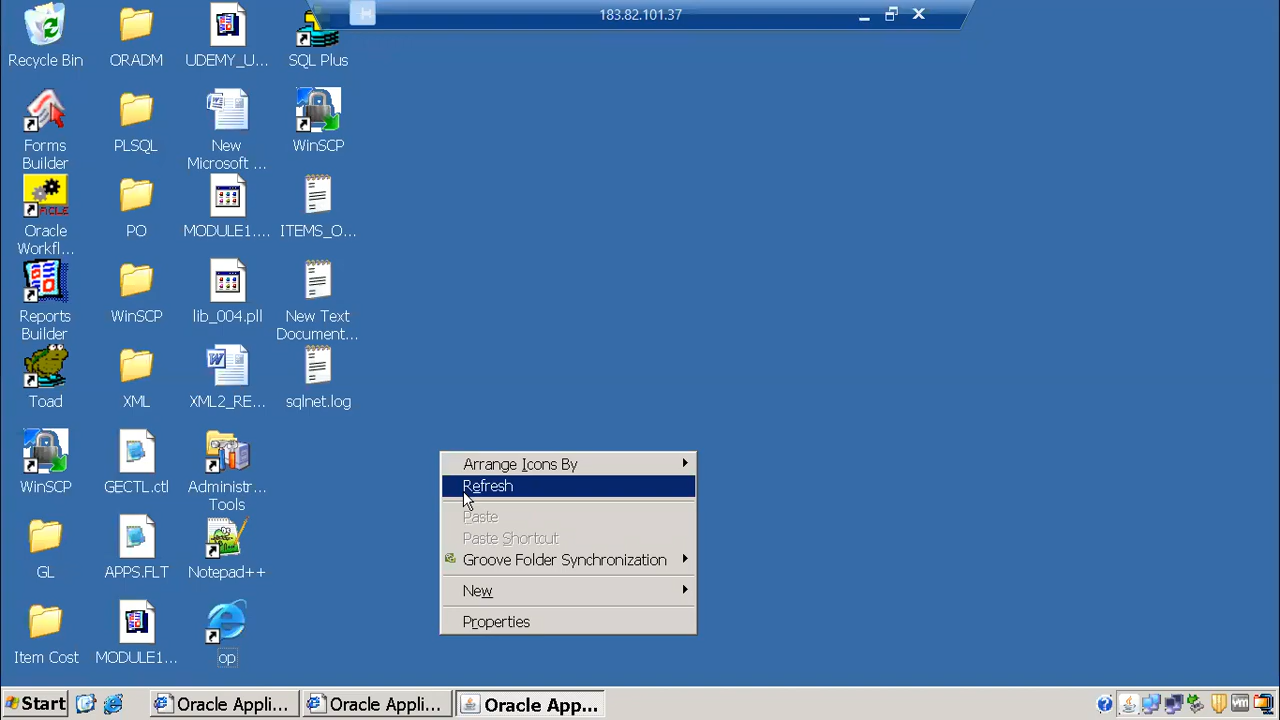 183.82.101.37
Recycle Bin
ORADM
UDEMY_U...
SQL Plus
Forms
Builder
PLSQL
New
Microsoft ...
WinSCP
Oracle
Workfl...
PO
MODULE1....
ITEMS_O...
Reports
Builder
WinSCP
lib_004.pll
New Text
Document...
Toad
XML
XML2_RE...
sqlnet.log
WinSCP
GECTL.ctl
Administr...
Tools
GL
APPS.FLT
Notepad++
Item Cost
MODULE1...
op
Arrange Icons By
Refresh
Paste
Paste Shortcut
Groove Folder Synchronization
New
Properties
Start
Oracle Appli...
Oracle Appli...
Oracle App...